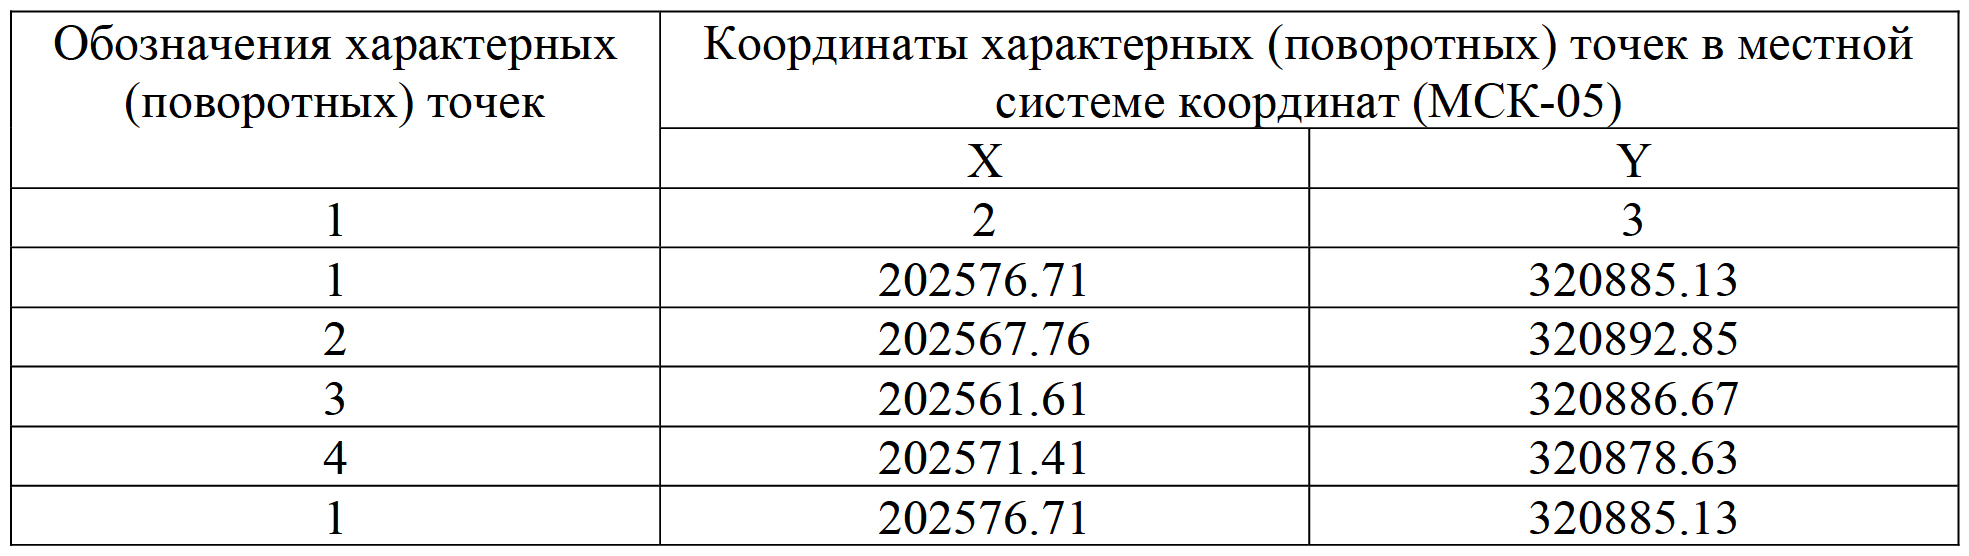 Обозначения характерных
(поворотных) точек
Координаты характерных (поворотных) точек в местной
системе координат (МСК-05)
X Y
1 2 3
1 202576.71 320885.13
2 202567.76 320892.85
3 202561.61 320886.67
4 202571.41 320878.63
1 202576.71 320885.13